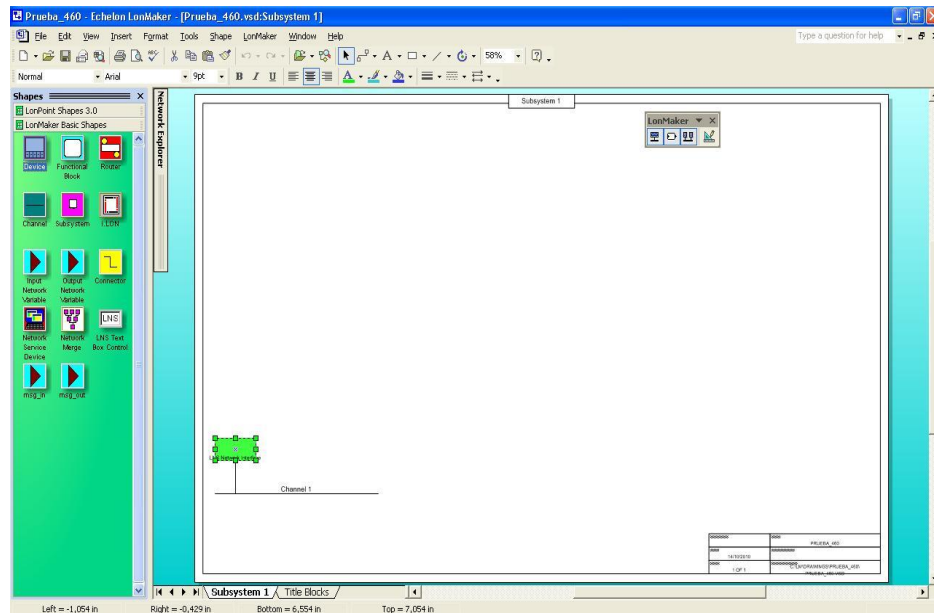 Prueba_460 - Echelon LonMaker - [Prueba_460.vsd:Subsystem 1]
File Edit View Insert Format Tools Shape LonMaker Window Help
Type a question for help
58%
Normal Arial 9pt B I U
Shapes
LonPoint Shapes 3.0
LonMaker Basic Shapes
Device
Functional Block
Router
Channel
Subsystem
i.LON
Input Network Variable
Output Network Variable
Connector
Network Service Device
Network Merge
LNS
LNS Text Box Control
msg_in
msg_out
Network Explorer
Subsystem 1
LonMaker
Channel 1
PRUEBA_460
14/10/2010
1 OF 1
Subsystem 1 Title Blocks
Left = -1,054 in Right = -0,429 in Bottom = 6,554 in Top = 7,054 in